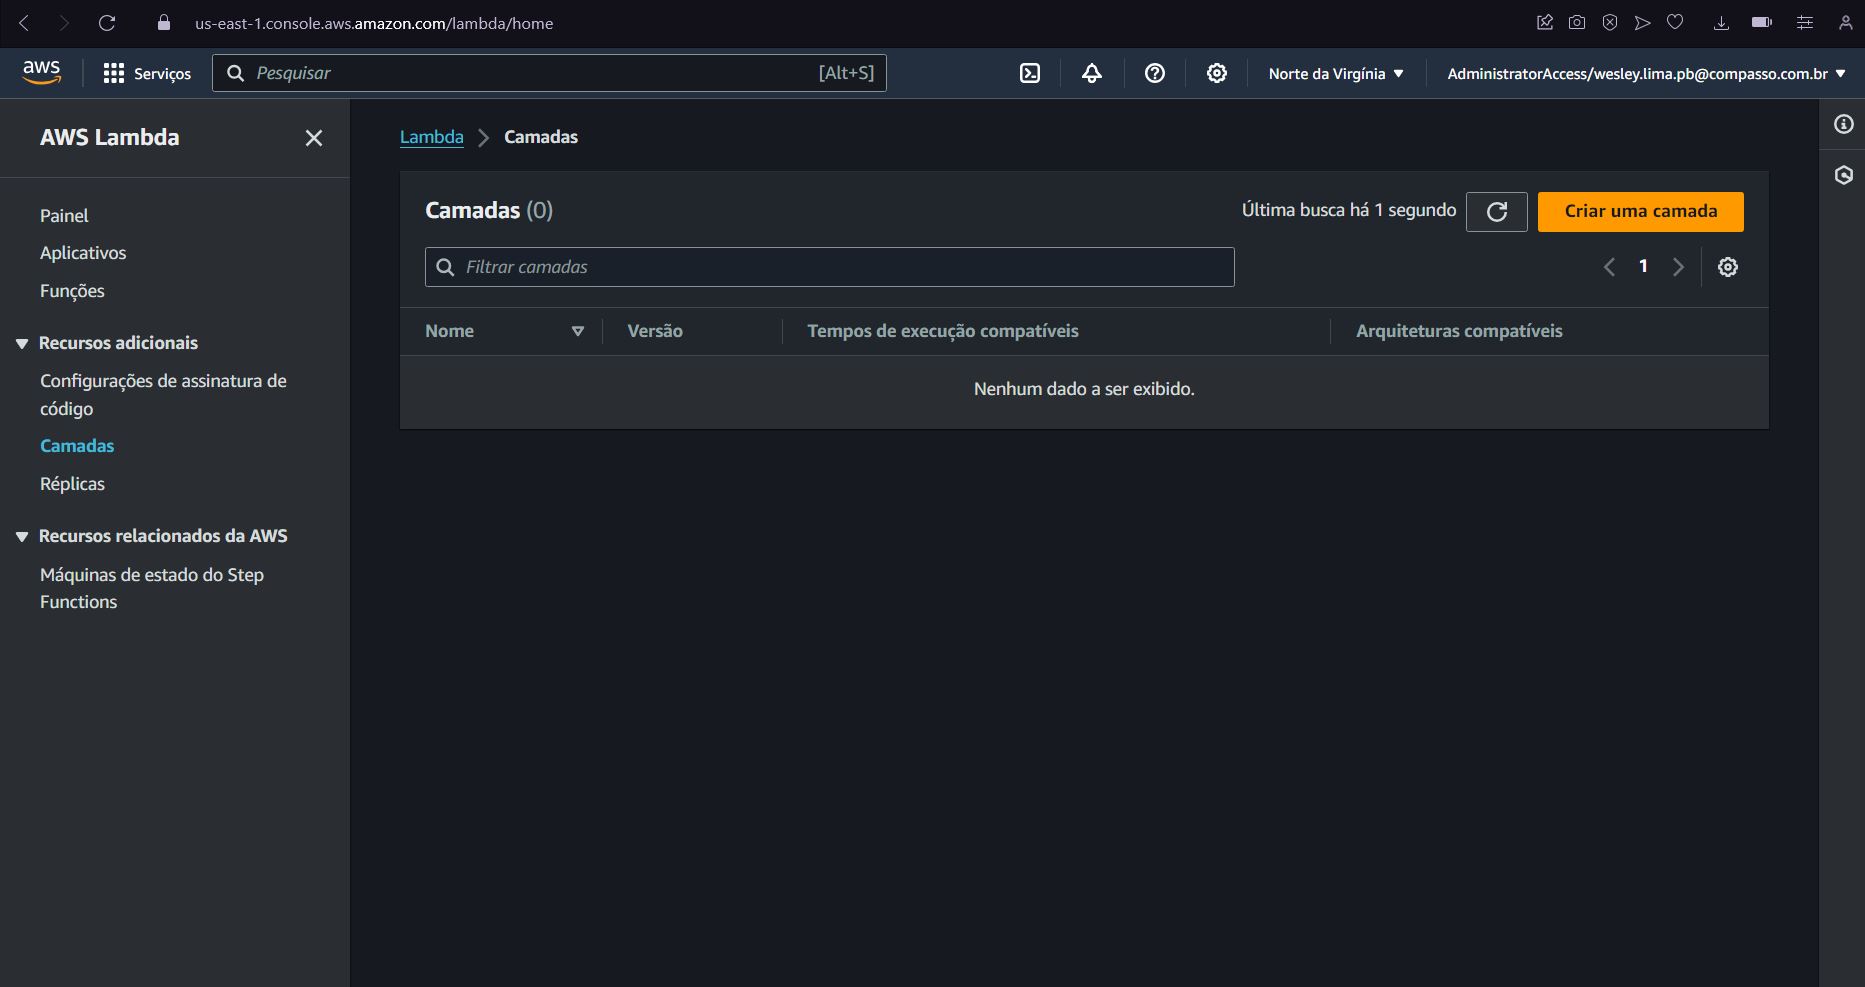 us-east-1.console.aws.amazon.com/lambda/home
aws
Serviços
Pesquisar
[Alt+S]
Norte da Virgínia
AdministratorAccess/wesley.lima.pb@compasso.com.br
AWS Lambda
Painel
Aplicativos
Funções
Recursos adicionais
Configurações de assinatura de
código
Camadas
Réplicas
Recursos relacionados da AWS
Máquinas de estado do Step
Functions
Lambda
Camadas
Camadas (0)
Última busca há 1 segundo
Criar uma camada
Filtrar camadas
1
Nome
Versão
Tempos de execução compatíveis
Arquiteturas compatíveis
Nenhum dado a ser exibido.